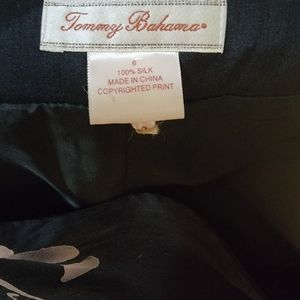 Tommy Bahama®
6
100% SILK
MADE IN CHINA
COPYRIGHTED PRINT